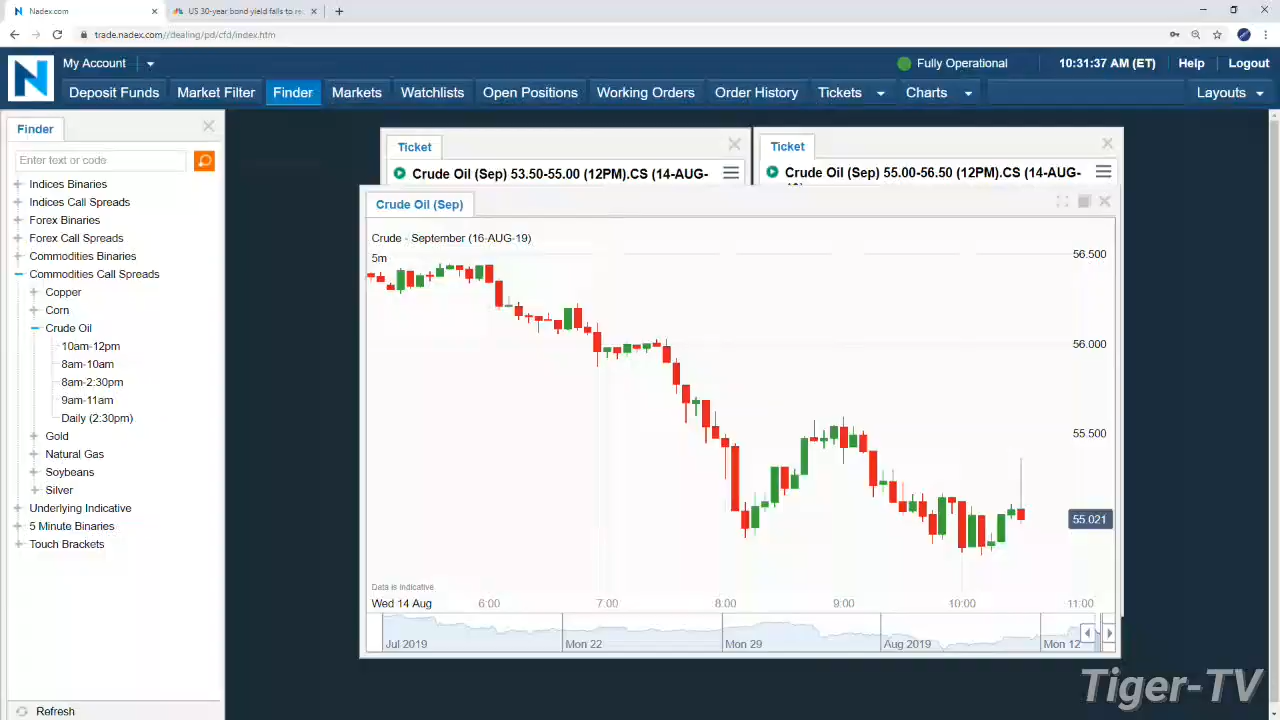 Nadex.com
US 30-year bond yield falls to re
trade.nadex.com//dealing/pd/cfd/index.htm
N
My Account
Fully Operational
10:31:37 AM (ET)
Help
Logout
Deposit Funds
Market Filter
Finder
Markets
Watchlists
Open Positions
Working Orders
Order History
Tickets
Charts
Layouts
Finder
Enter text or code
Indices Binaries
Indices Call Spreads
Forex Binaries
Forex Call Spreads
Commodities Binaries
Commodities Call Spreads
Copper
Corn
Crude Oil
10am-12pm
8am-10am
8am-2:30pm
9am-11am
Daily (2:30pm)
Gold
Natural Gas
Soybeans
Silver
Underlying Indicative
5 Minute Binaries
Touch Brackets
Refresh
Ticket
Crude Oil (Sep) 53.50-55.00 (12PM).CS (14-AUG-
Ticket
Crude Oil (Sep) 55.00-56.50 (12PM).CS (14-AUG-
Crude Oil (Sep)
Crude - September (16-AUG-19)
5m
56.500
56.000
55.500
55.021
Data is indicative
Wed 14 Aug
6:00
7:00
8:00
9:00
10:00
11:00
Jul 2019
Mon 22
Mon 29
Aug 2019
Mon 12
Tiger-TV